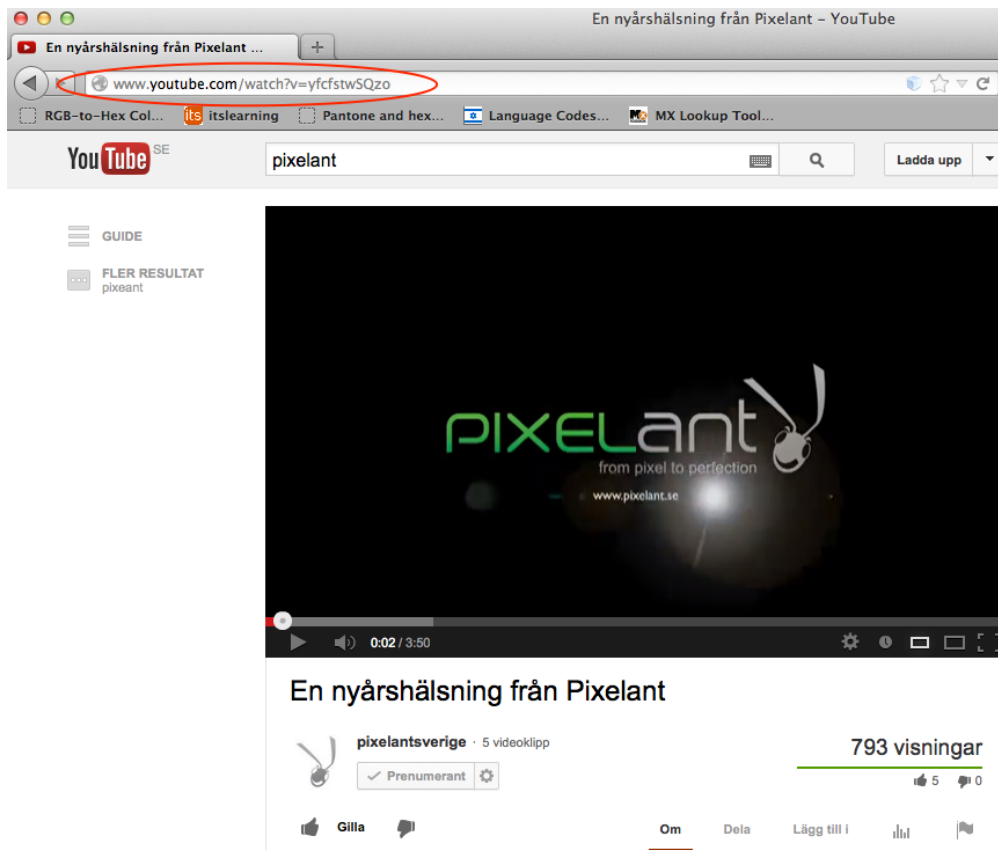 En nyårshälsning från Pixelant – YouTube
En nyårshälsning från Pixelant ...
www.youtube.com/watch?v=yfcfstwSQzo
RGB-to-Hex Col... its itslearning Pantone and hex... Language Codes... MX Lookup Tool...
YouTube SE pixelant Ladda upp
GUIDE
FLER RESULTAT
pixeant
PIXELant
from pixel to perfection
www.pixelant.se
0:02 / 3:50
En nyårshälsning från Pixelant
pixelantsverige · 5 videoklipp
793 visningar
Prenumerant
5 0
Gilla Om Dela Lägg till i